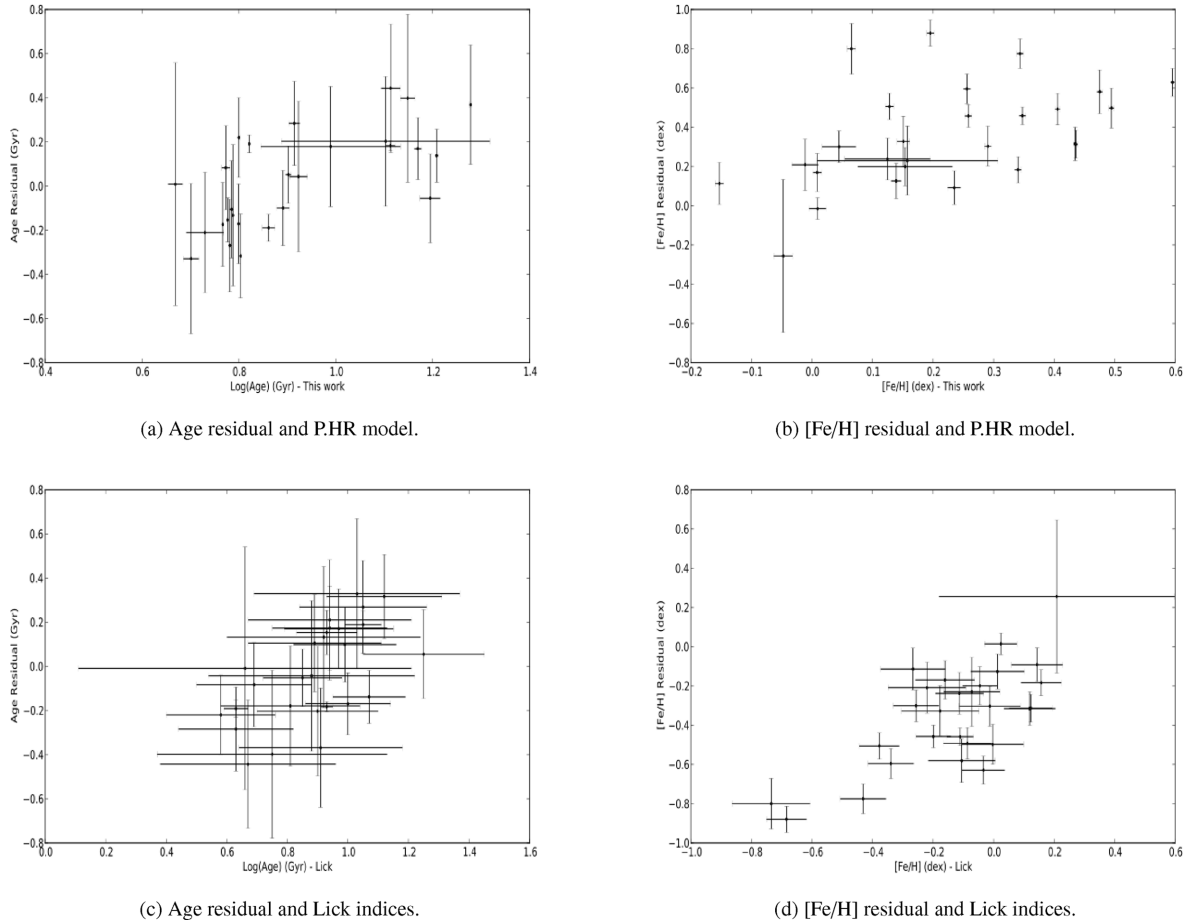 0.8
0.6
0.4
0.2
0.0
-0.2
-0.4
-0.6
-0.8
Age Residual (Gyr)
0.4 0.6 0.8 1.0 1.2 1.4
Log(Age) (Gyr) - This work
(a) Age residual and P.HR model.
1.0
0.8
0.6
0.4
0.2
0.0
-0.2
-0.4
-0.6
-0.8
[Fe/H] Residual (dex)
-0.2 -0.1 0.0 0.1 0.2 0.3 0.4 0.5 0.6
[Fe/H] (dex) - This work
(b) [Fe/H] residual and P.HR model.
0.8
0.6
0.4
0.2
0.0
-0.2
-0.4
-0.6
-0.8
Age Residual (Gyr)
0.0 0.2 0.4 0.6 0.8 1.0 1.2 1.4 1.6
Log(Age) (Gyr) - Lick
(c) Age residual and Lick indices.
0.8
0.6
0.4
0.2
0.0
-0.2
-0.4
-0.6
-0.8
-1.0
[Fe/H] Residual (dex)
-1.0 -0.8 -0.6 -0.4 -0.2 0.0 0.2 0.4 0.6
[Fe/H] (dex) - Lick
(d) [Fe/H] residual and Lick indices.